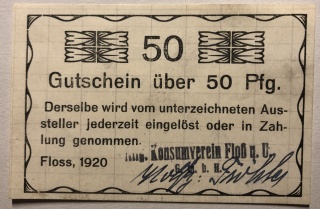 50
Gutschein über 50 Pfg.
Derselbe wird vom unterzeichneten Aus-
steller jederzeit eingelöst oder in Zah-
lung genommen.
Floss, 1920
Allg. Konsumverein Floß
b. H.